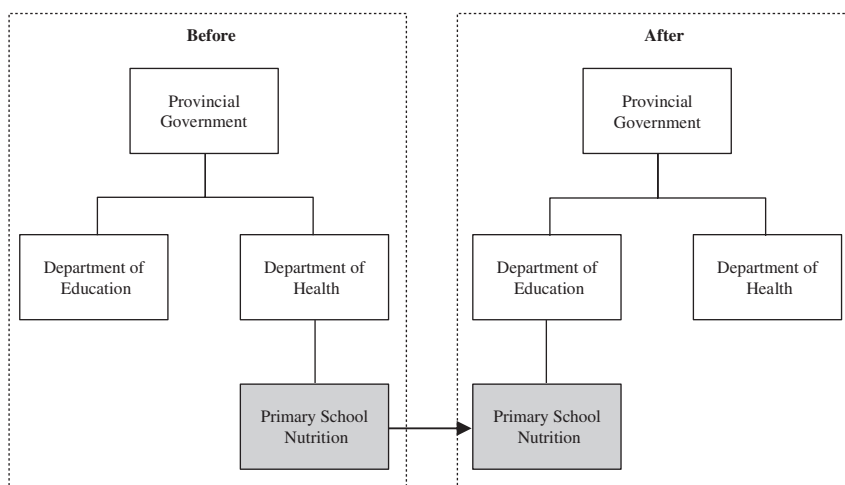 Before
Provincial
Government
Department of
Education
Department of
Health
Primary School
Nutrition
After
Provincial
Government
Department of
Education
Department of
Health
Primary School
Nutrition